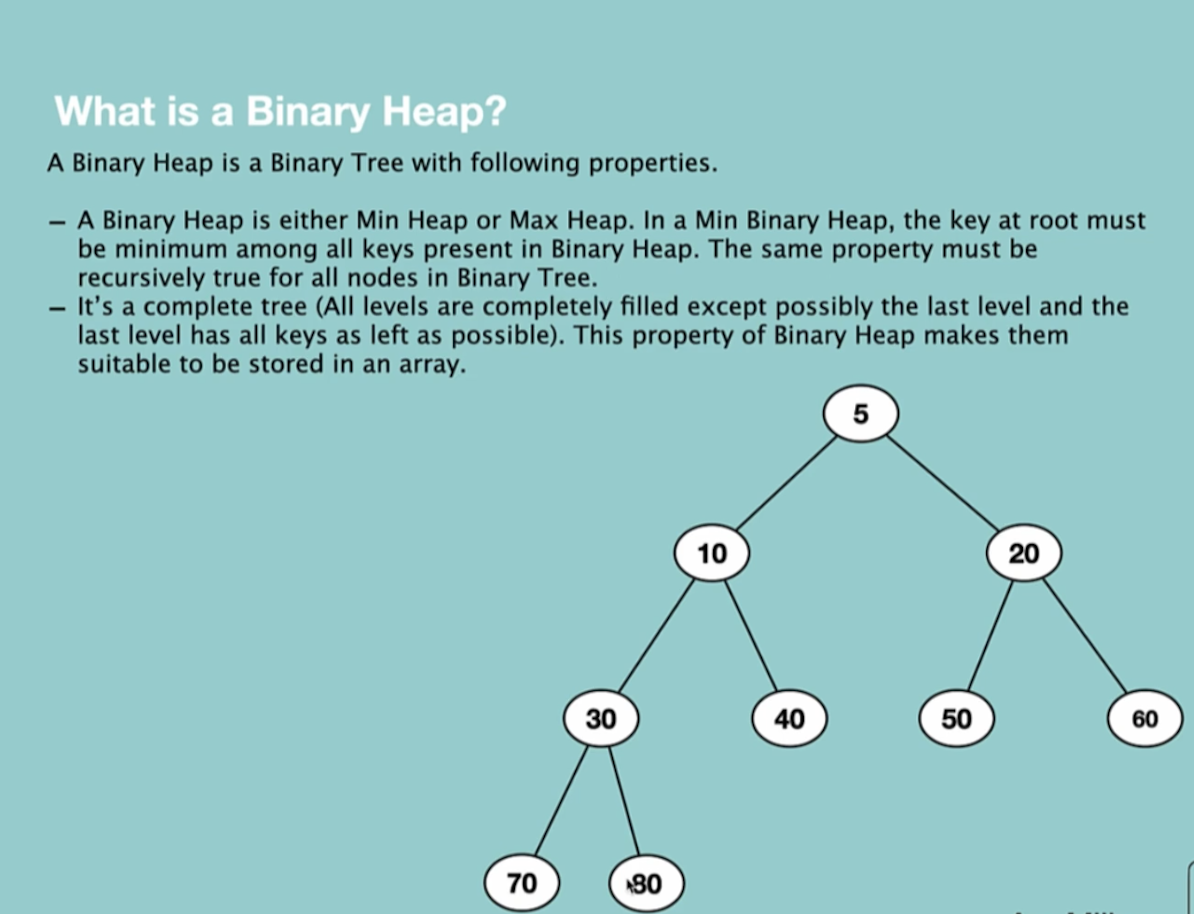 What is a Binary Heap?
A Binary Heap is a Binary Tree with following properties.
– A Binary Heap is either Min Heap or Max Heap. In a Min Binary Heap, the key at root must
be minimum among all keys present in Binary Heap. The same property must be
recursively true for all nodes in Binary Tree.
– It's a complete tree (All levels are completely filled except possibly the last level and the
last level has all keys as left as possible). This property of Binary Heap makes them
suitable to be stored in an array.
5
10 20
30 40 50 60
70 80